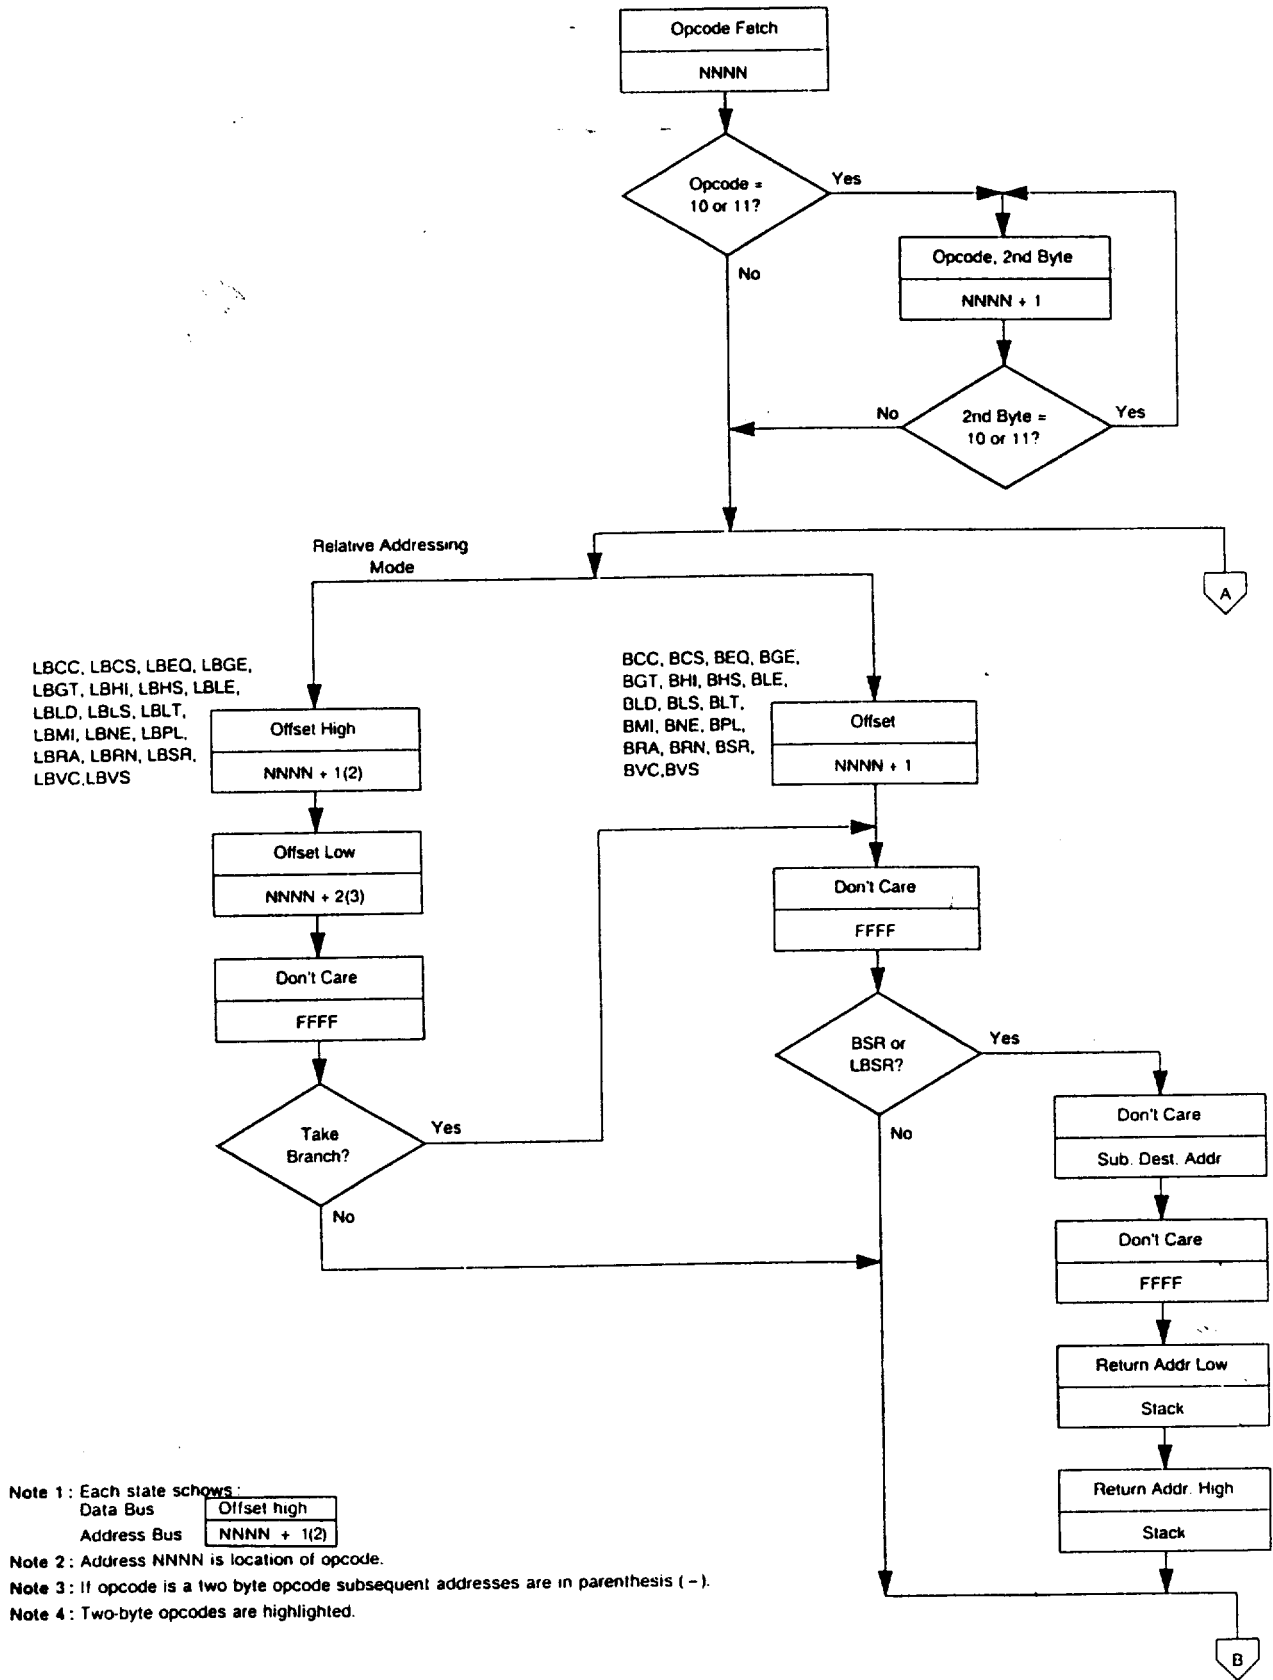 Opcode Fetch
NNNN
Opcode =
10 or 11?
Yes
No
Opcode, 2nd Byte
NNNN + 1
2nd Byte =
10 or 11?
No
Yes
Relative Addressing
Mode
A
LBCC, LBCS, LBEQ, LBGE,
LBGT, LBHI, LBHS, LBLE,
LBLD, LBLS, LBLT,
LBMI, LBNE, LBPL,
LBRA, LBRN, LBSR,
LBVC,LBVS
Offset High
NNNN + 1(2)
Offset Low
NNNN + 2(3)
Don't Care
FFFF
Take
Branch?
Yes
No
BCC, BCS, BEQ, BGE,
BGT, BHI, BHS, BLE,
BLD, BLS, BLT,
BMI, BNE, BPL,
BRA, BRN, BSR,
BVC,BVS
Offset
NNNN + 1
Don't Care
FFFF
BSR or
LBSR?
Yes
No
Don't Care
Sub. Dest. Addr
Don't Care
FFFF
Return Addr Low
Stack
Return Addr. High
Stack
B
Note 1 : Each state schows :
Data Bus Offset high
Address Bus NNNN + 1(2)
Note 2 : Address NNNN is location of opcode.
Note 3 : If opcode is a two byte opcode subsequent addresses are in parenthesis ( – ).
Note 4 : Two-byte opcodes are highlighted.